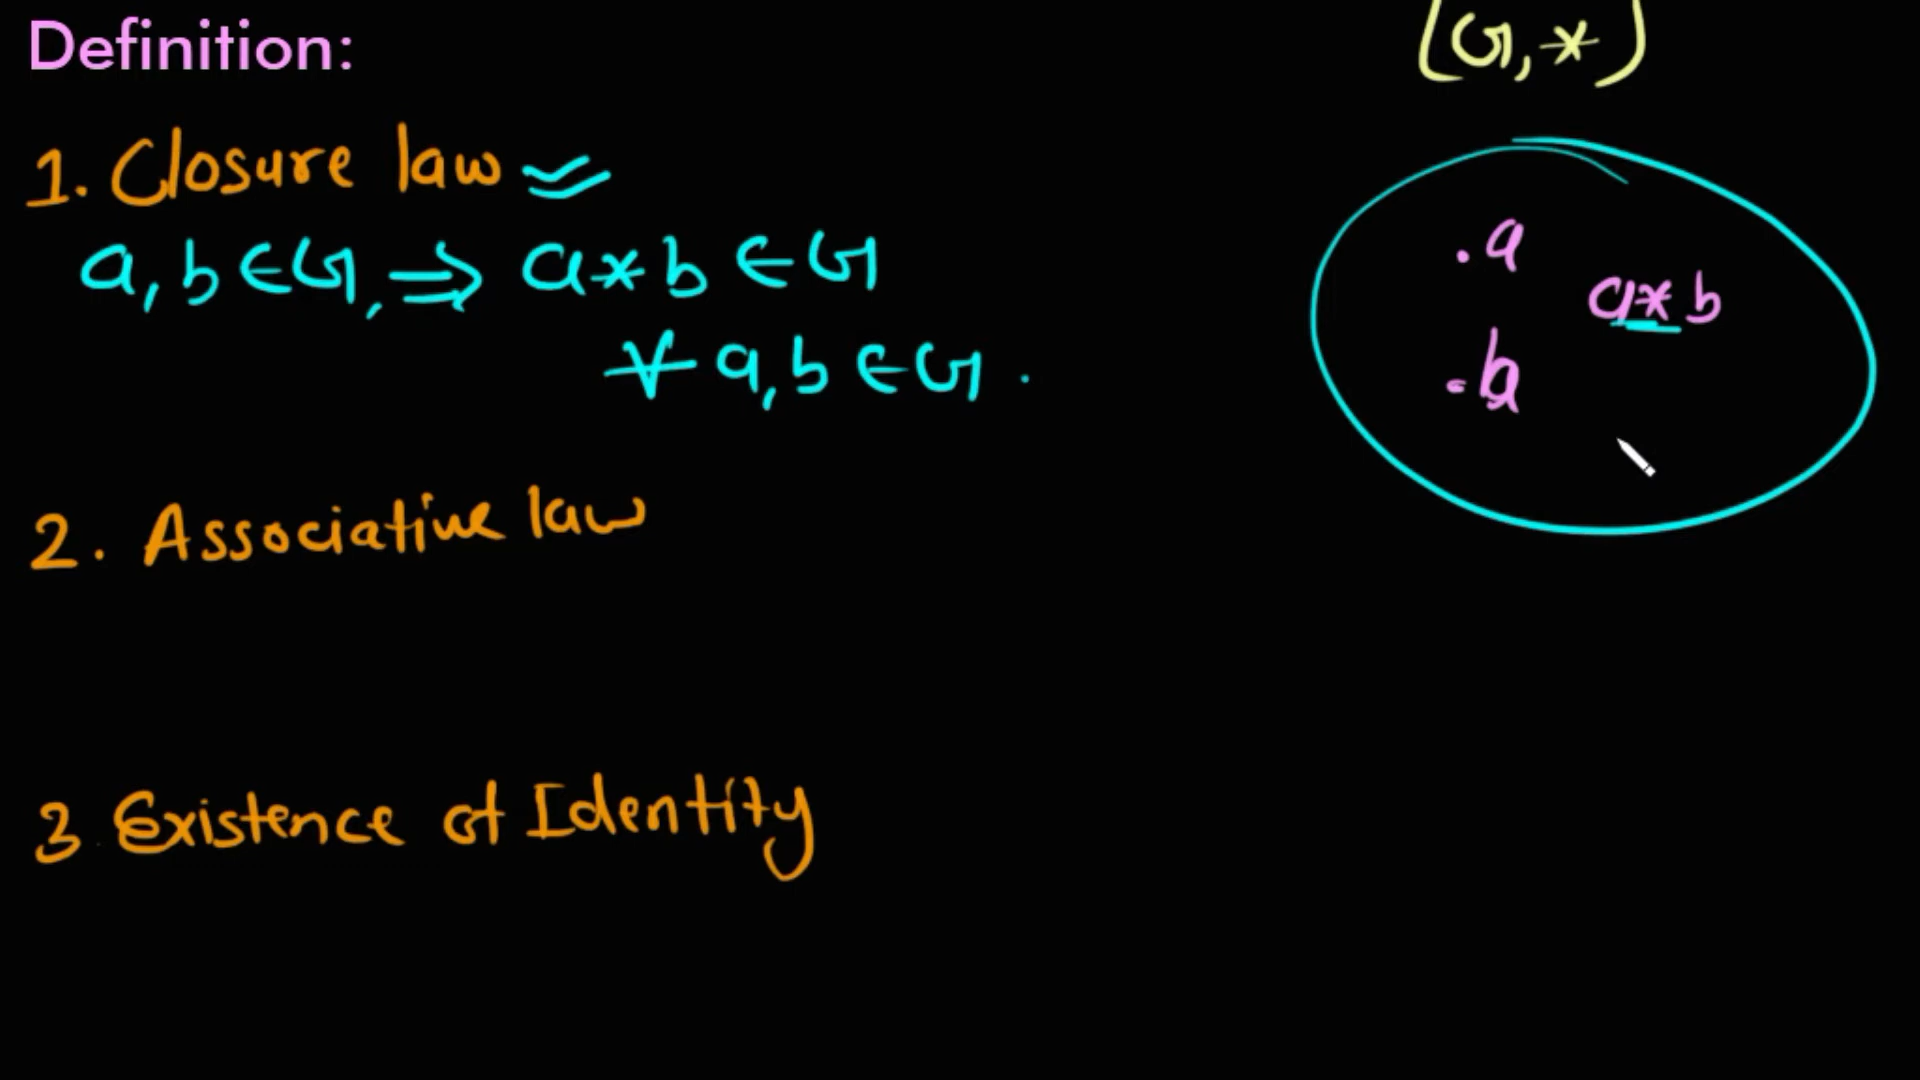 Definition:
(G, *)
1. Closure law
a, b ∈ G, ⇒ a * b ∈ G
∀ a, b ∈ G.
. a
a * b
. b
2. Associative law
3. Existence of Identity